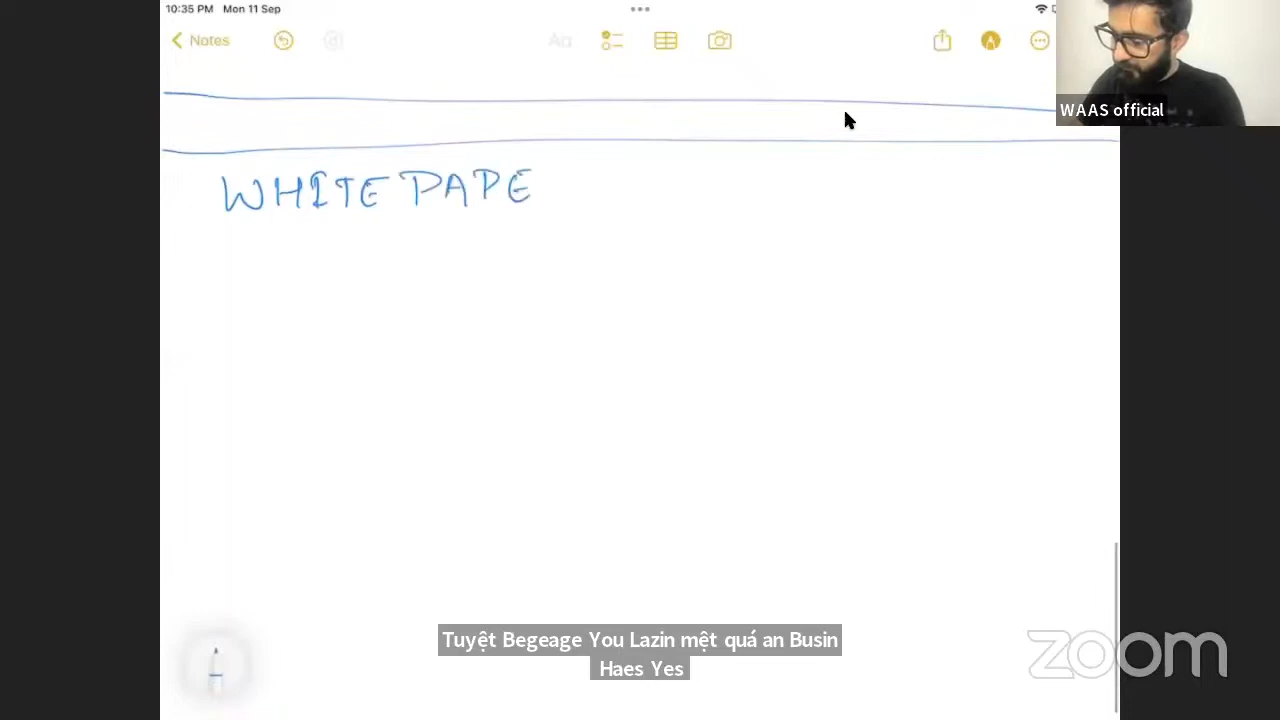 10:35 PM Mon 11 Sep
Notes
Aa
WAAS official
WHITE PAPE
Tuyệt Begeage You Lazin mệt quá an Busin
Haes Yes
zoom